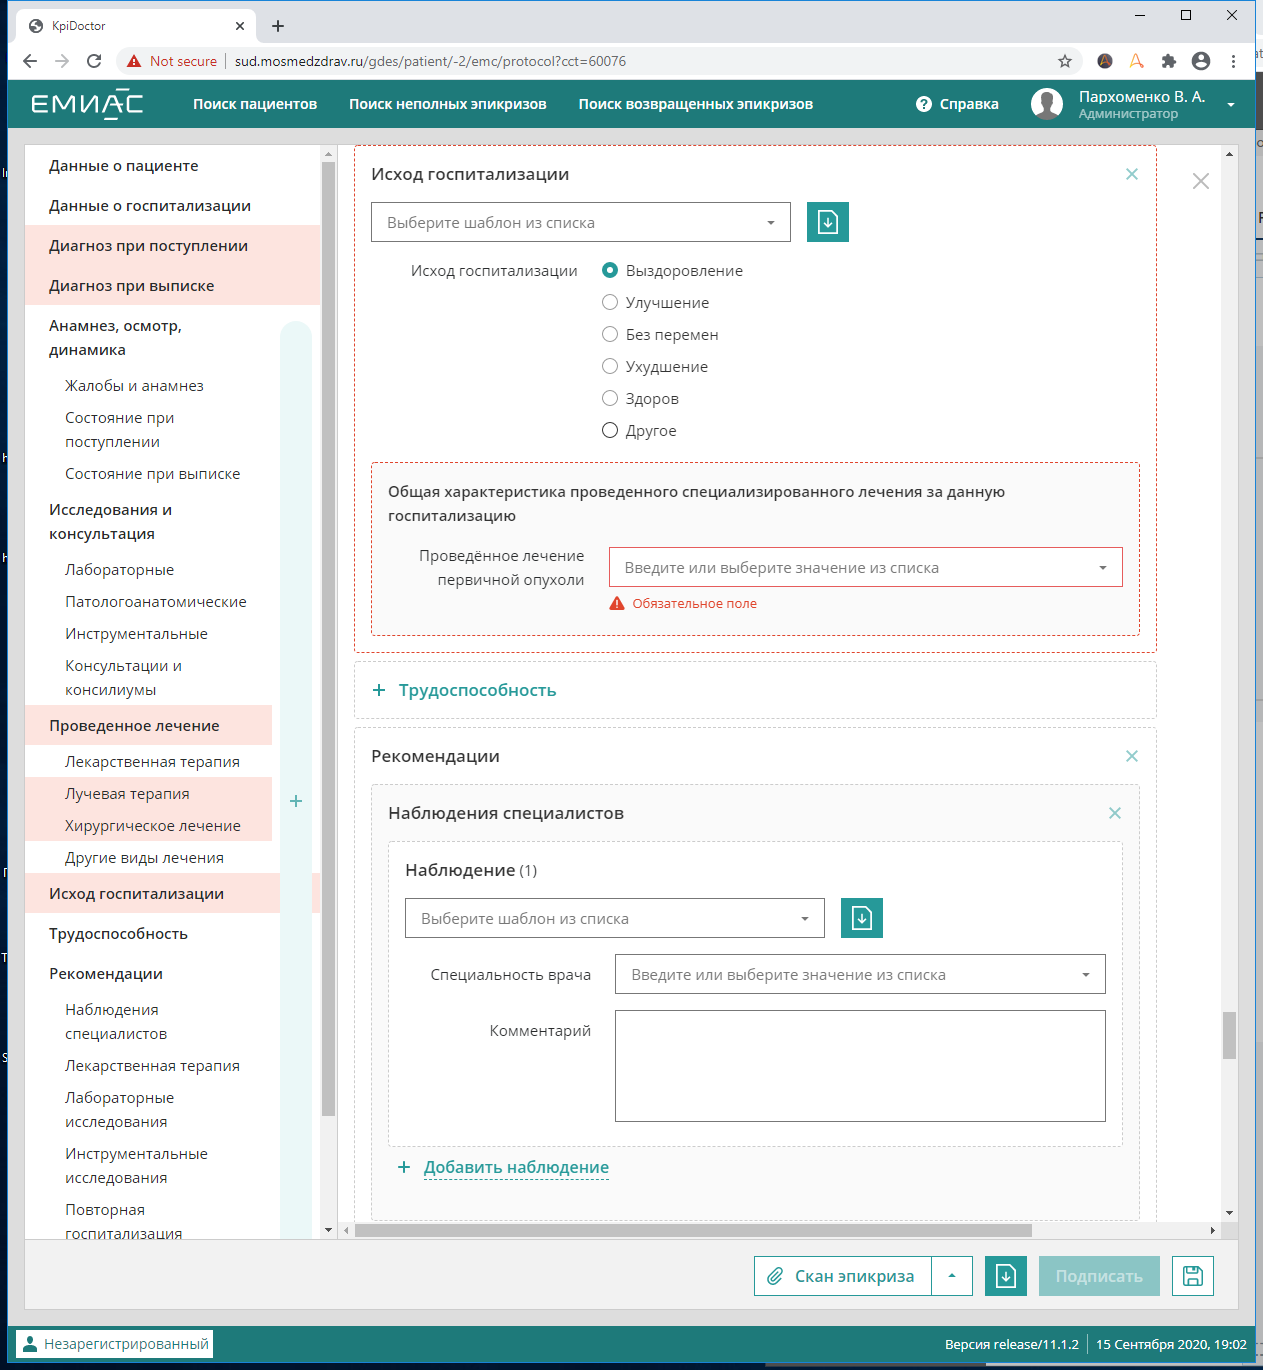 KpiDoctor
Not secure
sud.mosmedzdrav.ru/gdes/patient/-2/emc/protocol?cct=60076
ЕМИАС
Поиск пациентов
Поиск неполных эпикризов
Поиск возвращенных эпикризов
Справка
Пархоменко В. А.
Администратор
Данные о пациенте
Данные о госпитализации
Диагноз при поступлении
Диагноз при выписке
Анамнез, осмотр,
динамика
Жалобы и анамнез
Состояние при
поступлении
Состояние при выписке
Исследования и
консультация
Лабораторные
Патологоанатомические
Инструментальные
Консультации и
консилиумы
Проведенное лечение
Лекарственная терапия
Лучевая терапия
Хирургическое лечение
Другие виды лечения
Исход госпитализации
Трудоспособность
Рекомендации
Наблюдения
специалистов
Лекарственная терапия
Лабораторные
исследования
Инструментальные
исследования
Повторная
госпитализация
Исход госпитализации
Выберите шаблон из списка
Исход госпитализации
Выздоровление
Улучшение
Без перемен
Ухудшение
Здоров
Другое
Общая характеристика проведенного специализированного лечения за данную
госпитализацию
Проведённое лечение
первичной опухоли
Введите или выберите значение из списка
Обязательное поле
+ Трудоспособность
Рекомендации
Наблюдения специалистов
Наблюдение (1)
Выберите шаблон из списка
Специальность врача
Введите или выберите значение из списка
Комментарий
+ Добавить наблюдение
Скан эпикриза
Подписать
Незарегистрированный
Версия release/11.1.2
15 Сентября 2020, 19:02